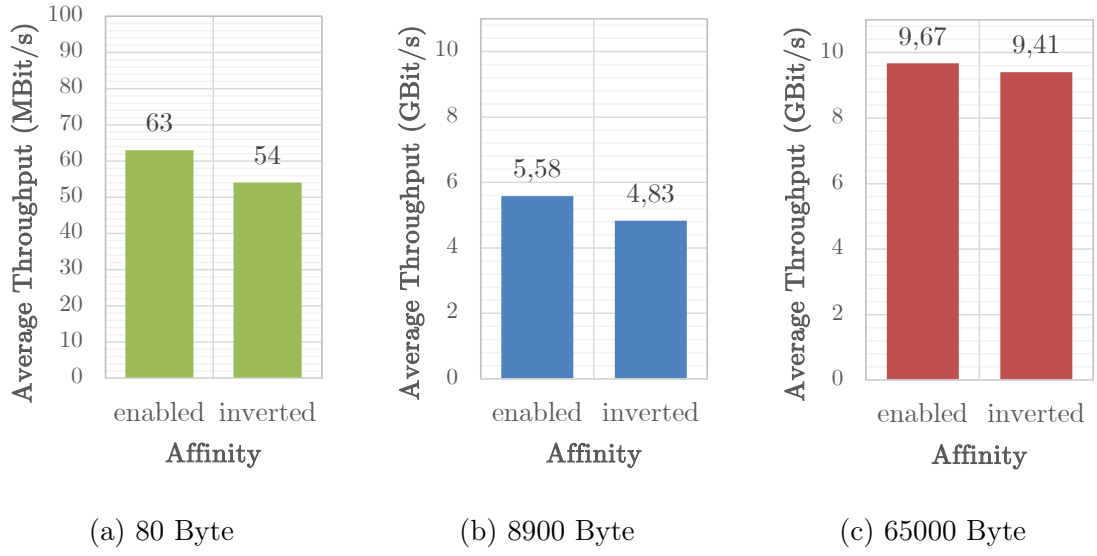 Average Throughput (MBit/s)
100
90
80
70
60
50
40
30
20
10
0
63
54
enabled inverted
Affinity
(a) 80 Byte
Average Throughput (GBit/s)
10
8
6
4
2
0
5,58
4,83
enabled inverted
Affinity
(b) 8900 Byte
Average Throughput (GBit/s)
10
8
6
4
2
0
9,67
9,41
enabled inverted
Affinity
(c) 65000 Byte